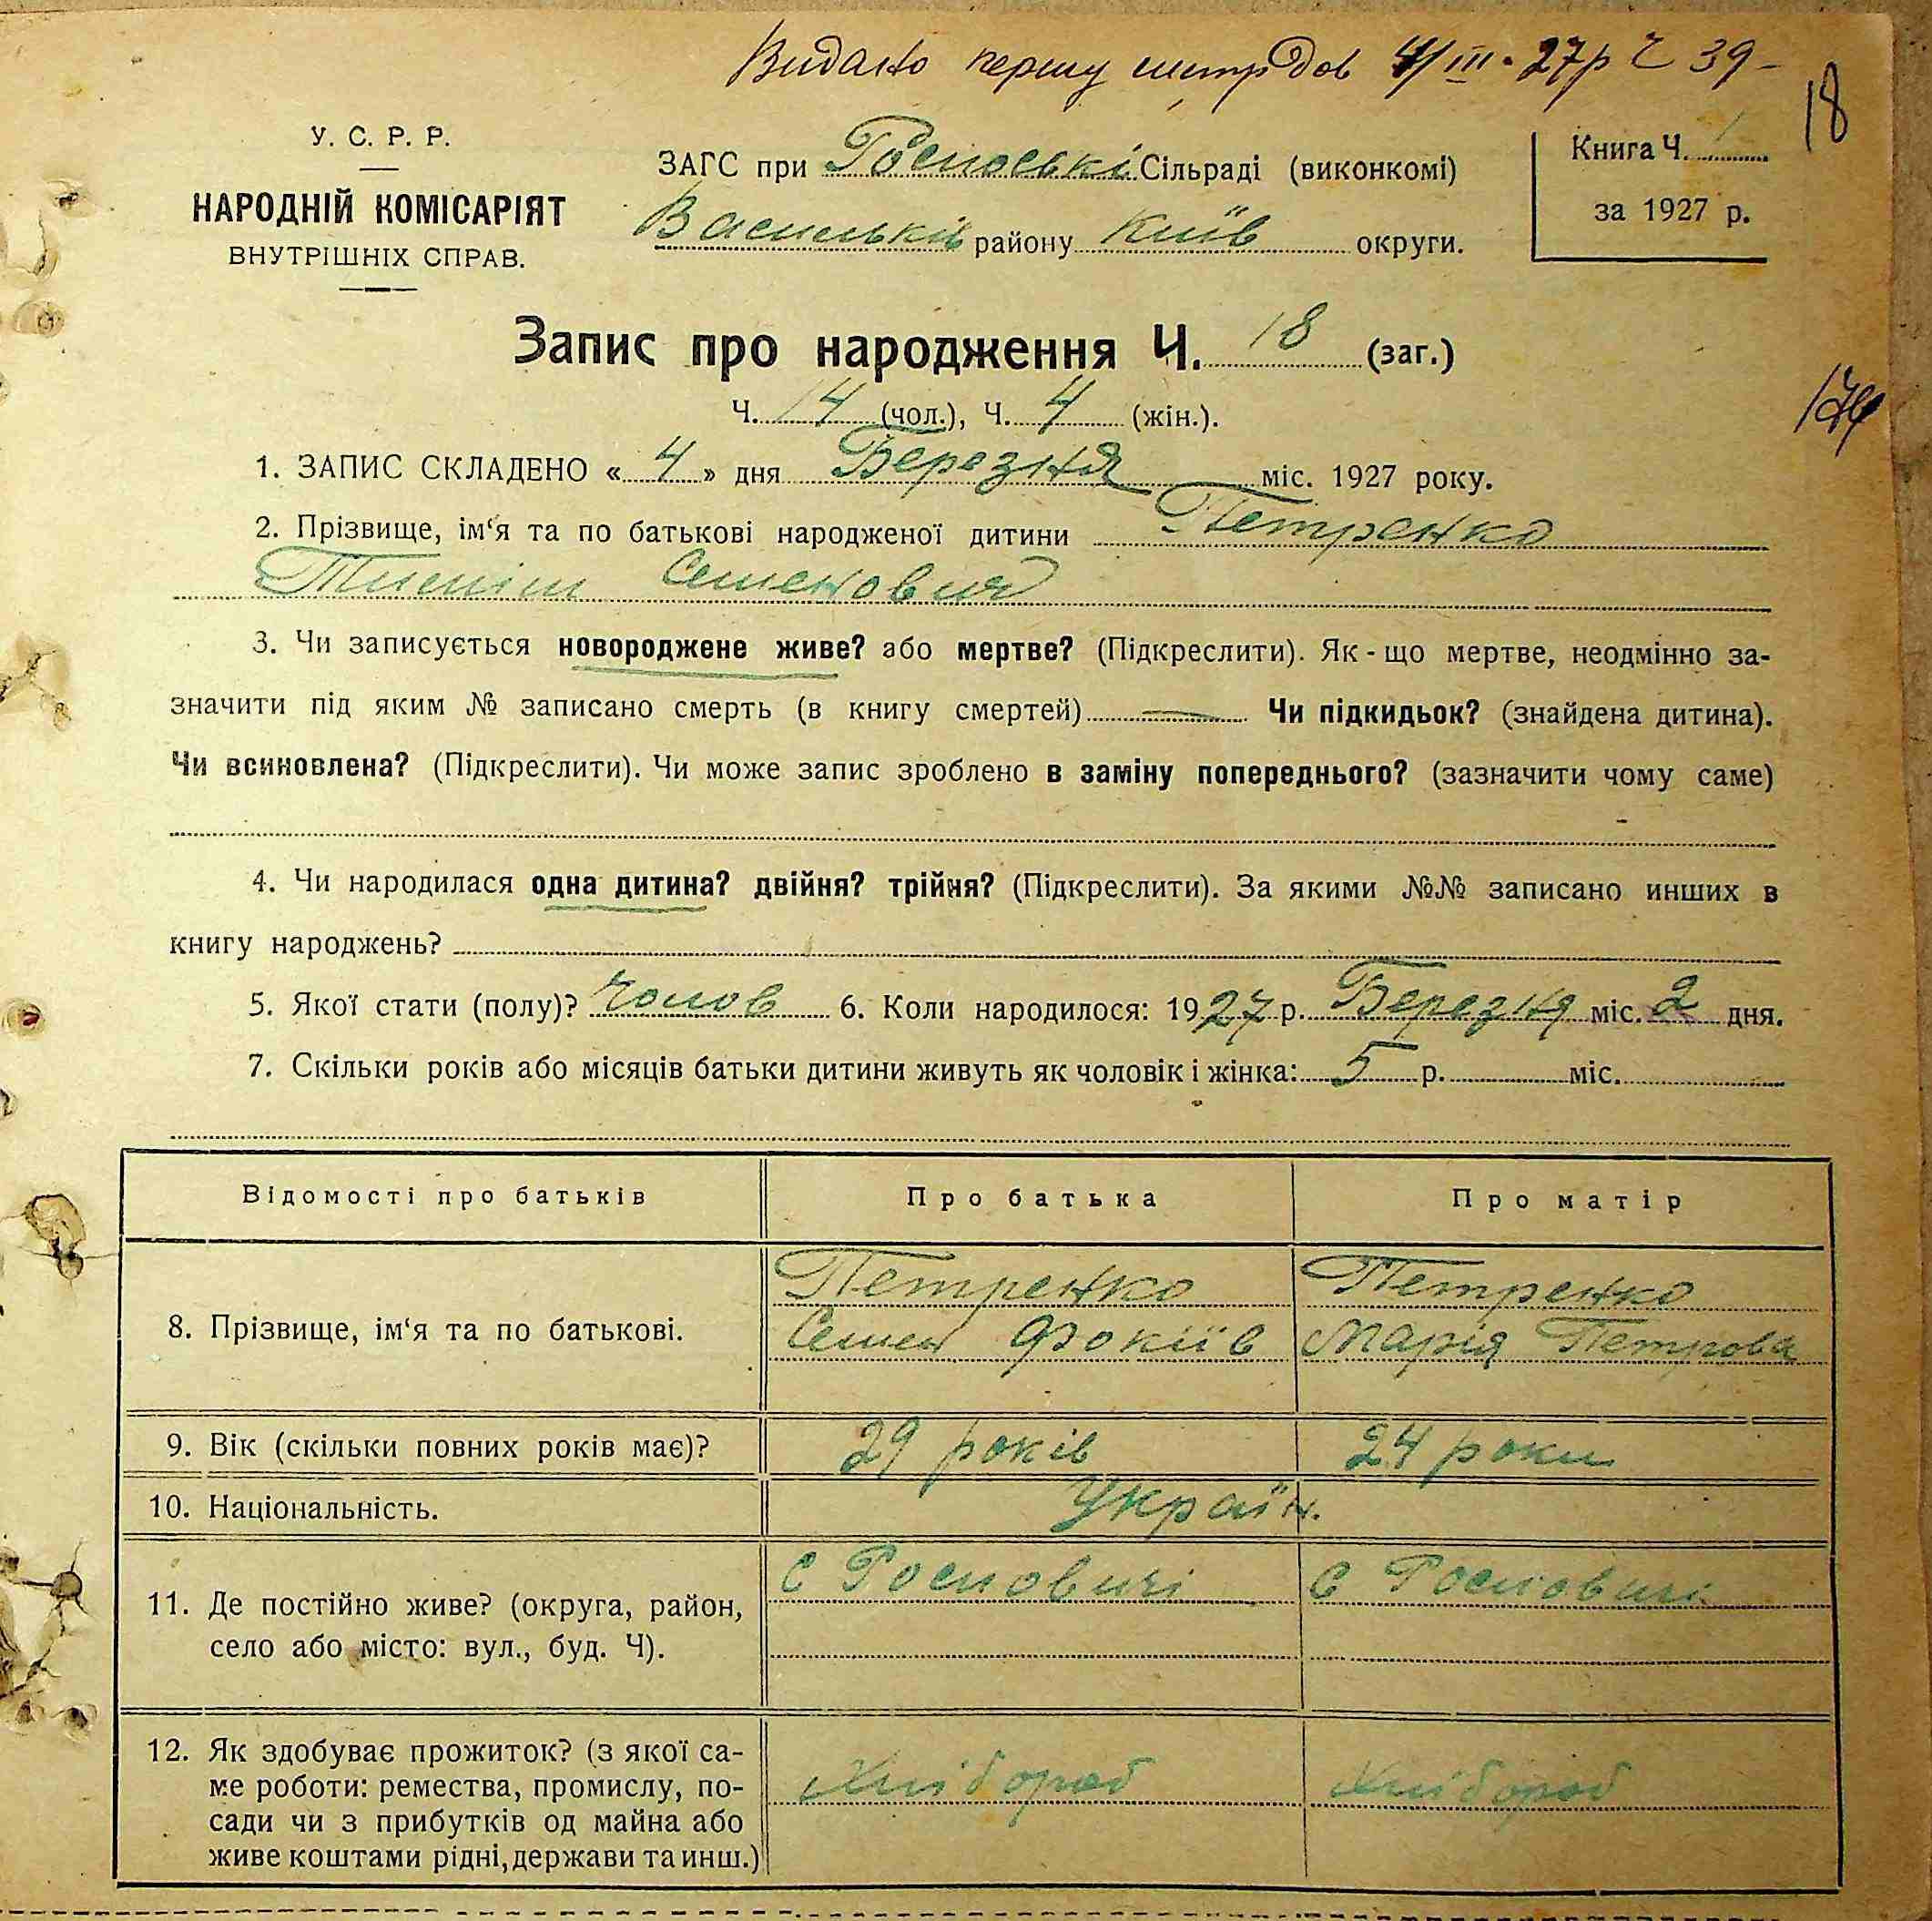 Видано першу метр Дов 4/III-27р Ч 39-
18
У. С. Р. Р.
НАРОДНІЙ КОМІСАРІЯТ
ВНУТРІШНІХ СПРАВ.
ЗАГС при Сільраді (виконкомі)
Васильків району Київ округи.
Книга Ч. 1
за 1927 р.
Запис про народження Ч. 18 (заг.)
Ч. 14 (чол.), Ч. 4 (жін.).
1. ЗАПИС СКЛАДЕНО « 4 » дня Березня міс. 1927 року.
2. Прізвище, ім‘я та по батькові народженої дитини Петренко
Тиміш Семенович
3. Чи записується новороджене живе? або мертве? (Підкреслити). Як-що мертве, неодмінно за-
значити під яким № записано смерть (в книгу смертей) — Чи підкидьок? (знайдена дитина).
Чи всиновлена? (Підкреслити). Чи може запис зроблено в заміну попереднього? (зазначити чому саме)
4. Чи народилася одна дитина? двійня? трійня? (Підкреслити). За якими №№ записано инших в
книгу народжень?
5. Якої стати (полу)? Чолов 6. Коли народилося: 1927 р. Березня міс. 2 дня.
7. Скільки років або місяців батьки дитини живуть як чоловік і жінка: 5 р. міс.
Відомості про батьків Про батька Про матір
8. Прізвище, ім‘я та по батькові.
Петренко Петренко
Семен Фокіїв Марія Петрова
9. Вік (скільки повних років має)? 29 років 24 роки
10. Національність. Україн.
11. Де постійно живе? (округа, район,
село або місто: вул., буд. Ч).
с Росновичі с Росновичі
12. Як здобуває прожиток? (з якої са-
ме роботи: ремества, промислу, по-
сади чи з прибутків од майна або
живе коштами рідні, держави та инш.)
Хлібороб Хлібороб